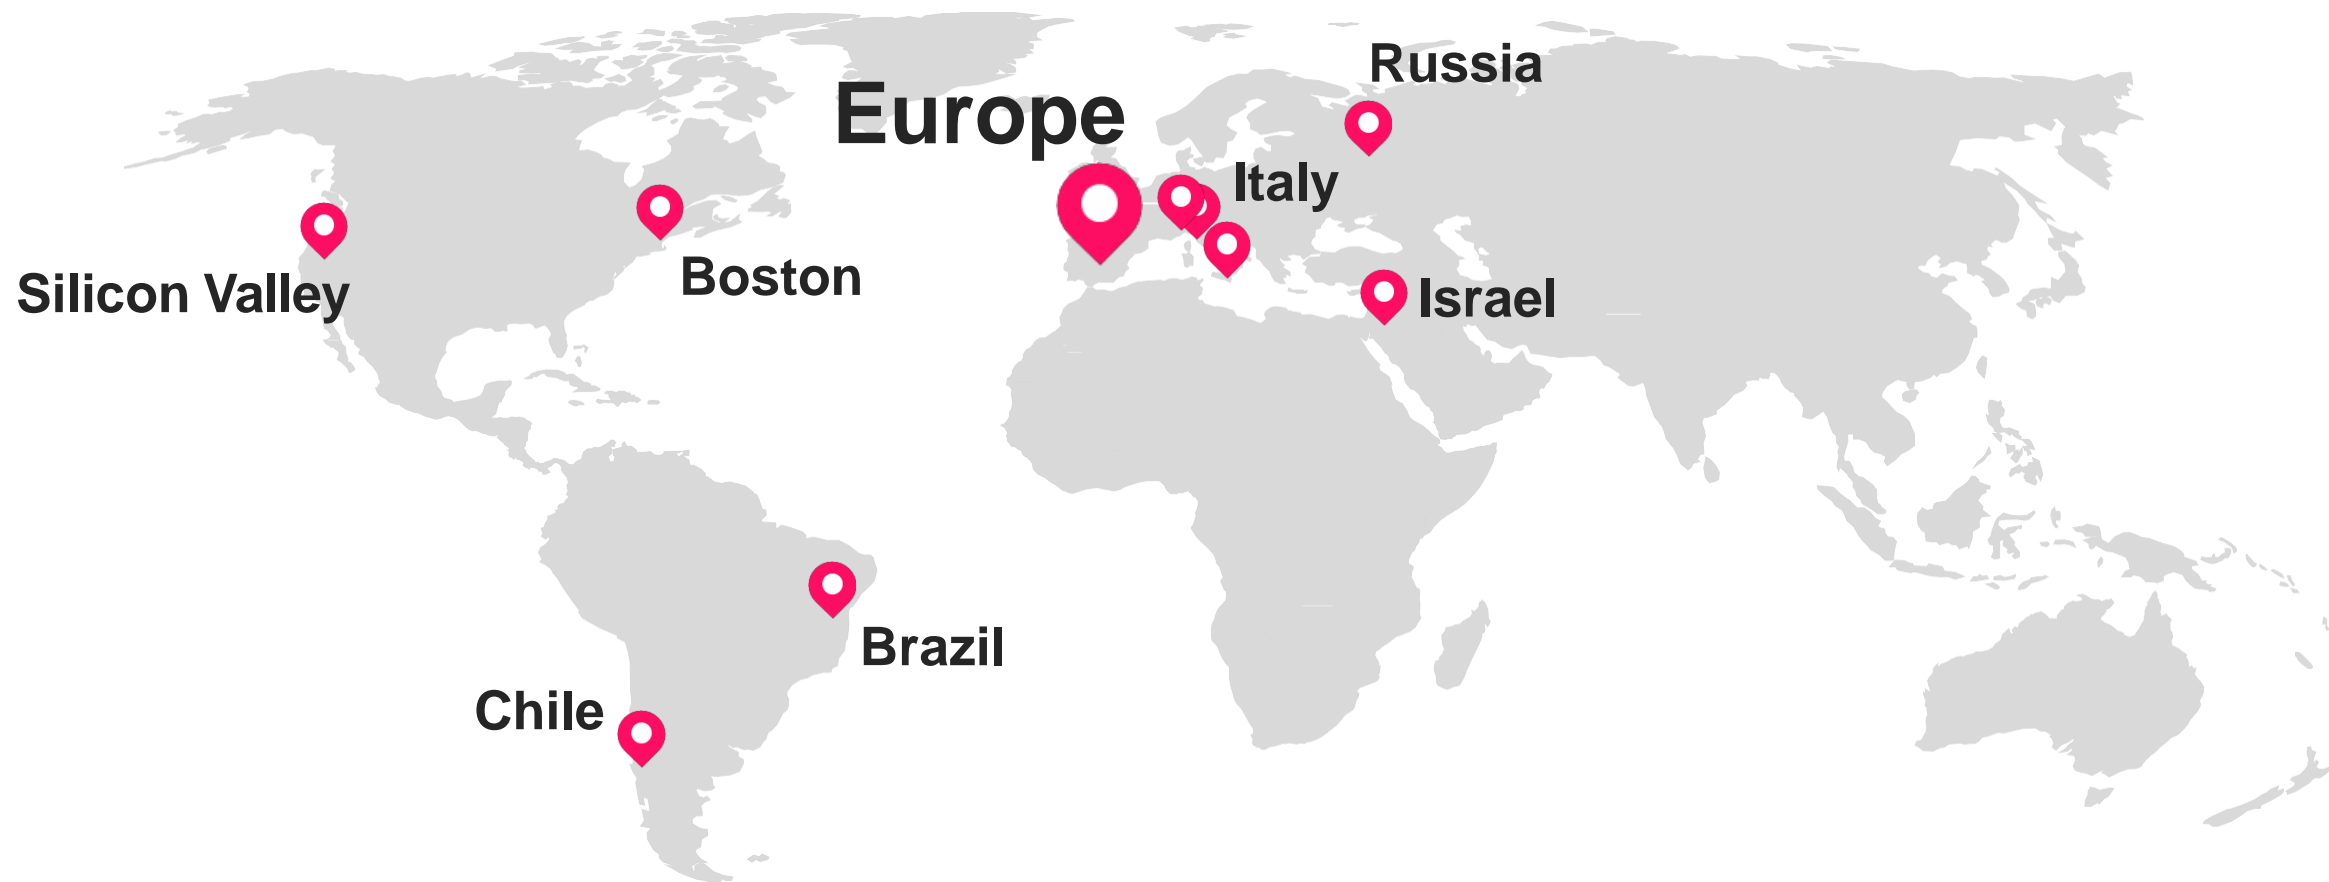 Russia
Europe
Italy
Silicon Valley
Boston
Israel
Brazil
Chile